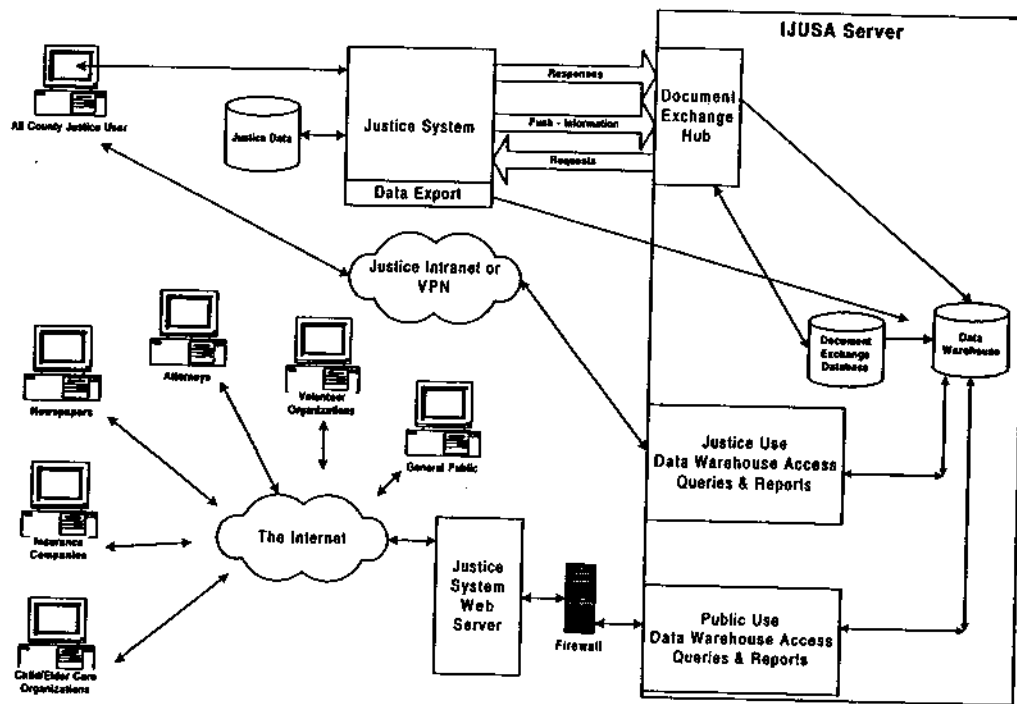 IJUSA Server
All County Justice User
Justice Data
Justice System
Data Export
Responses
Push - Information
Requests
Document
Exchange
Hub
Justice Intranet or
VPN
Document
Exchange
Database
Data
Warehouse
Newspapers
Attorneys
Volunteer
Organizations
General Public
Insurance
Companies
Child/Elder Care
Organizations
The Internet
Justice
System
Web
Server
Firewall
Justice Use
Data Warehouse Access
Queries & Reports
Public Use
Data Warehouse Access
Queries & Reports